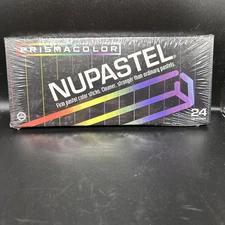 PRISMACOLOR
NUPASTEL®
Firm pastel color sticks. Cleaner, stronger than ordinary pastels.
24